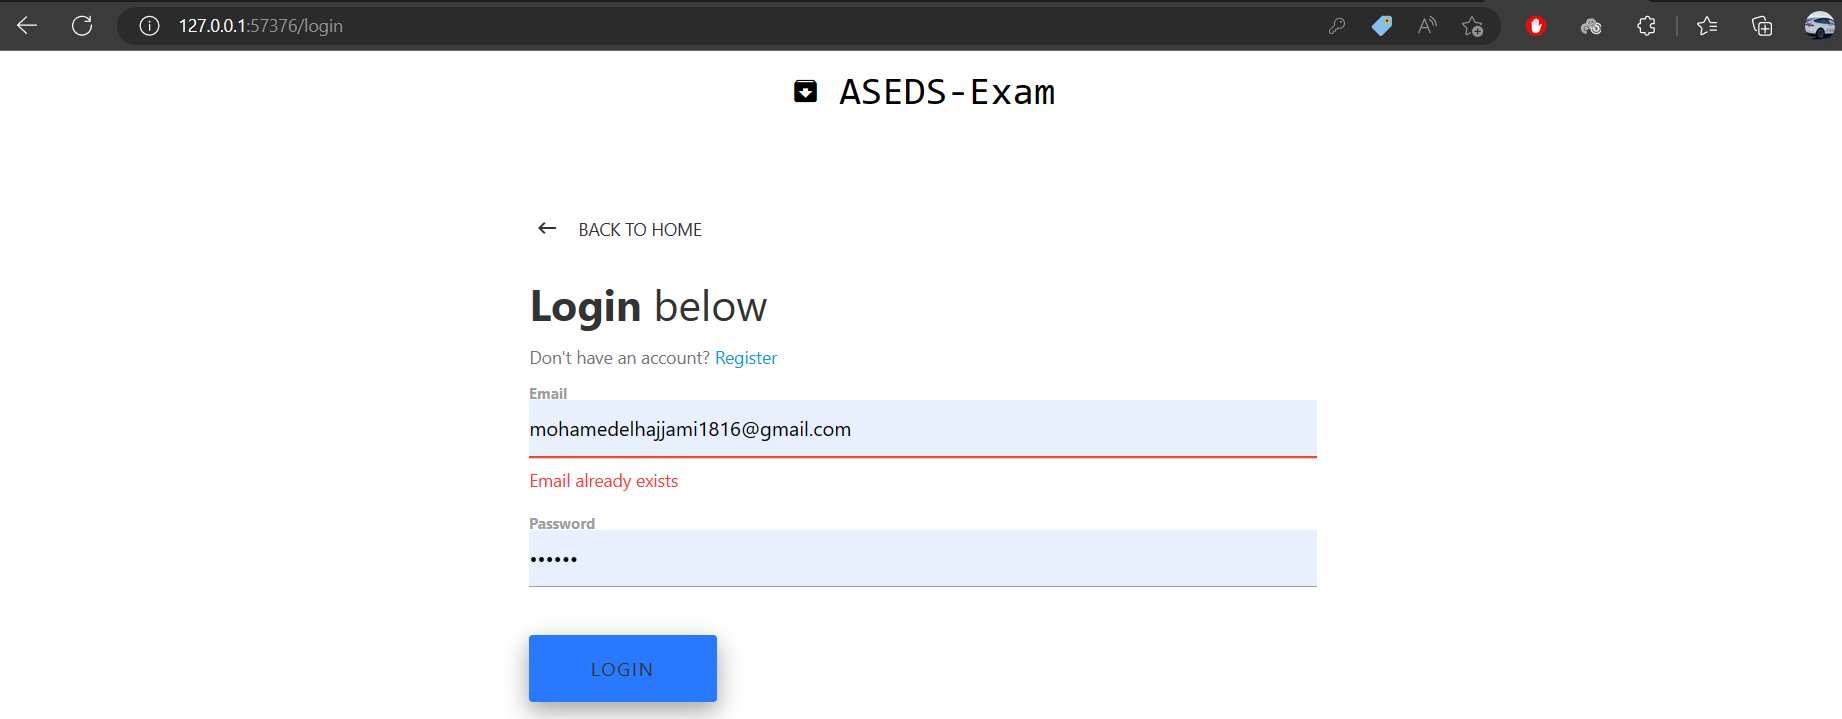 127.0.0.1:57376/login
ASEDS-Exam
← BACK TO HOME
Login below
Don't have an account? Register
Email
mohamedelhajjami1816@gmail.com
Email already exists
Password
••••••
LOGIN